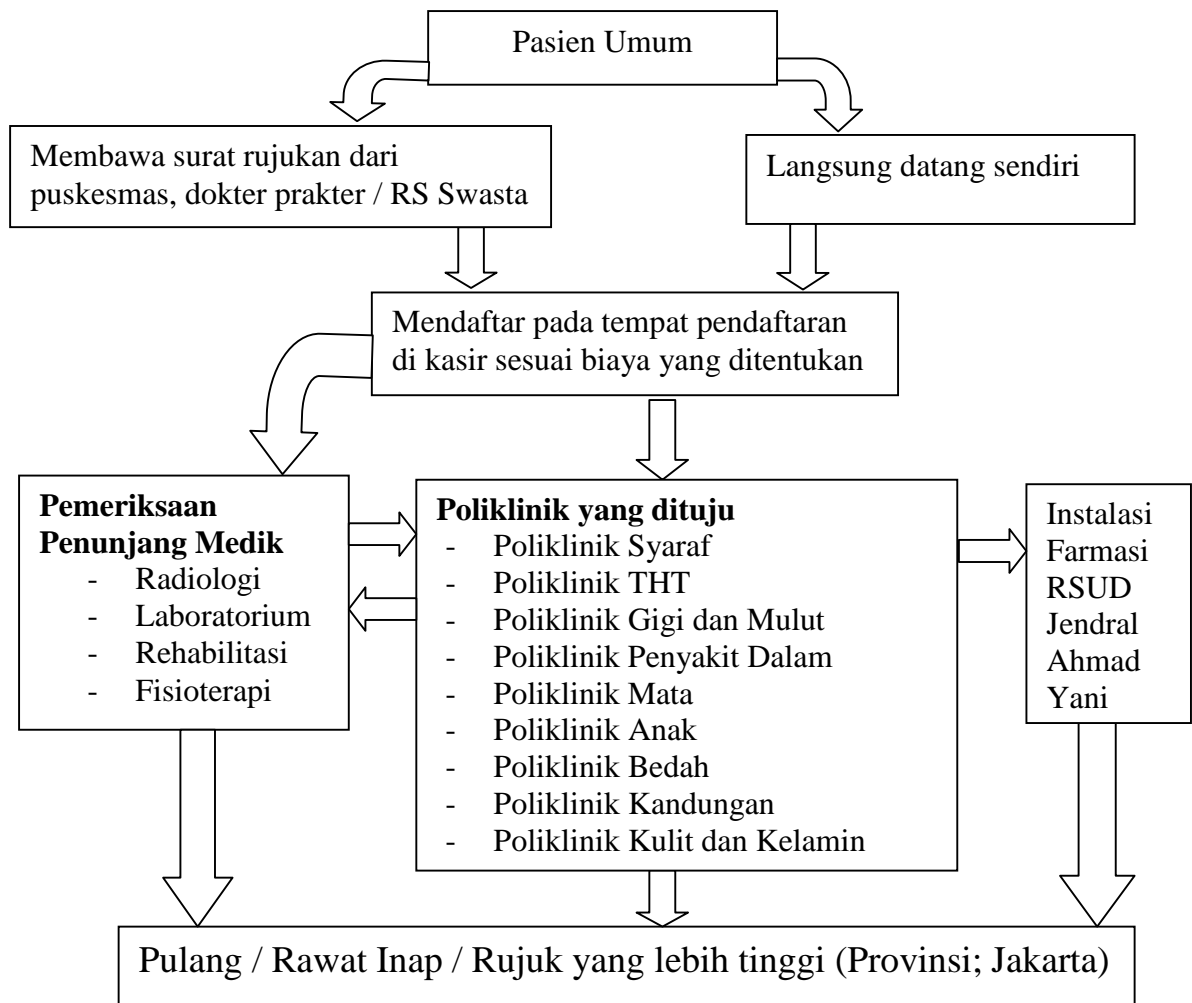 Pasien Umum
Membawa surat rujukan dari
puskesmas, dokter prakter / RS Swasta
Langsung datang sendiri
Mendaftar pada tempat pendaftaran
di kasir sesuai biaya yang ditentukan
Pemeriksaan
Penunjang Medik
- Radiologi
- Laboratorium
- Rehabilitasi
- Fisioterapi
Poliklinik yang dituju
- Poliklinik Syaraf
- Poliklinik THT
- Poliklinik Gigi dan Mulut
- Poliklinik Penyakit Dalam
- Poliklinik Mata
- Poliklinik Anak
- Poliklinik Bedah
- Poliklinik Kandungan
- Poliklinik Kulit dan Kelamin
Instalasi
Farmasi
RSUD
Jendral
Ahmad
Yani
Pulang / Rawat Inap / Rujuk yang lebih tinggi (Provinsi; Jakarta)